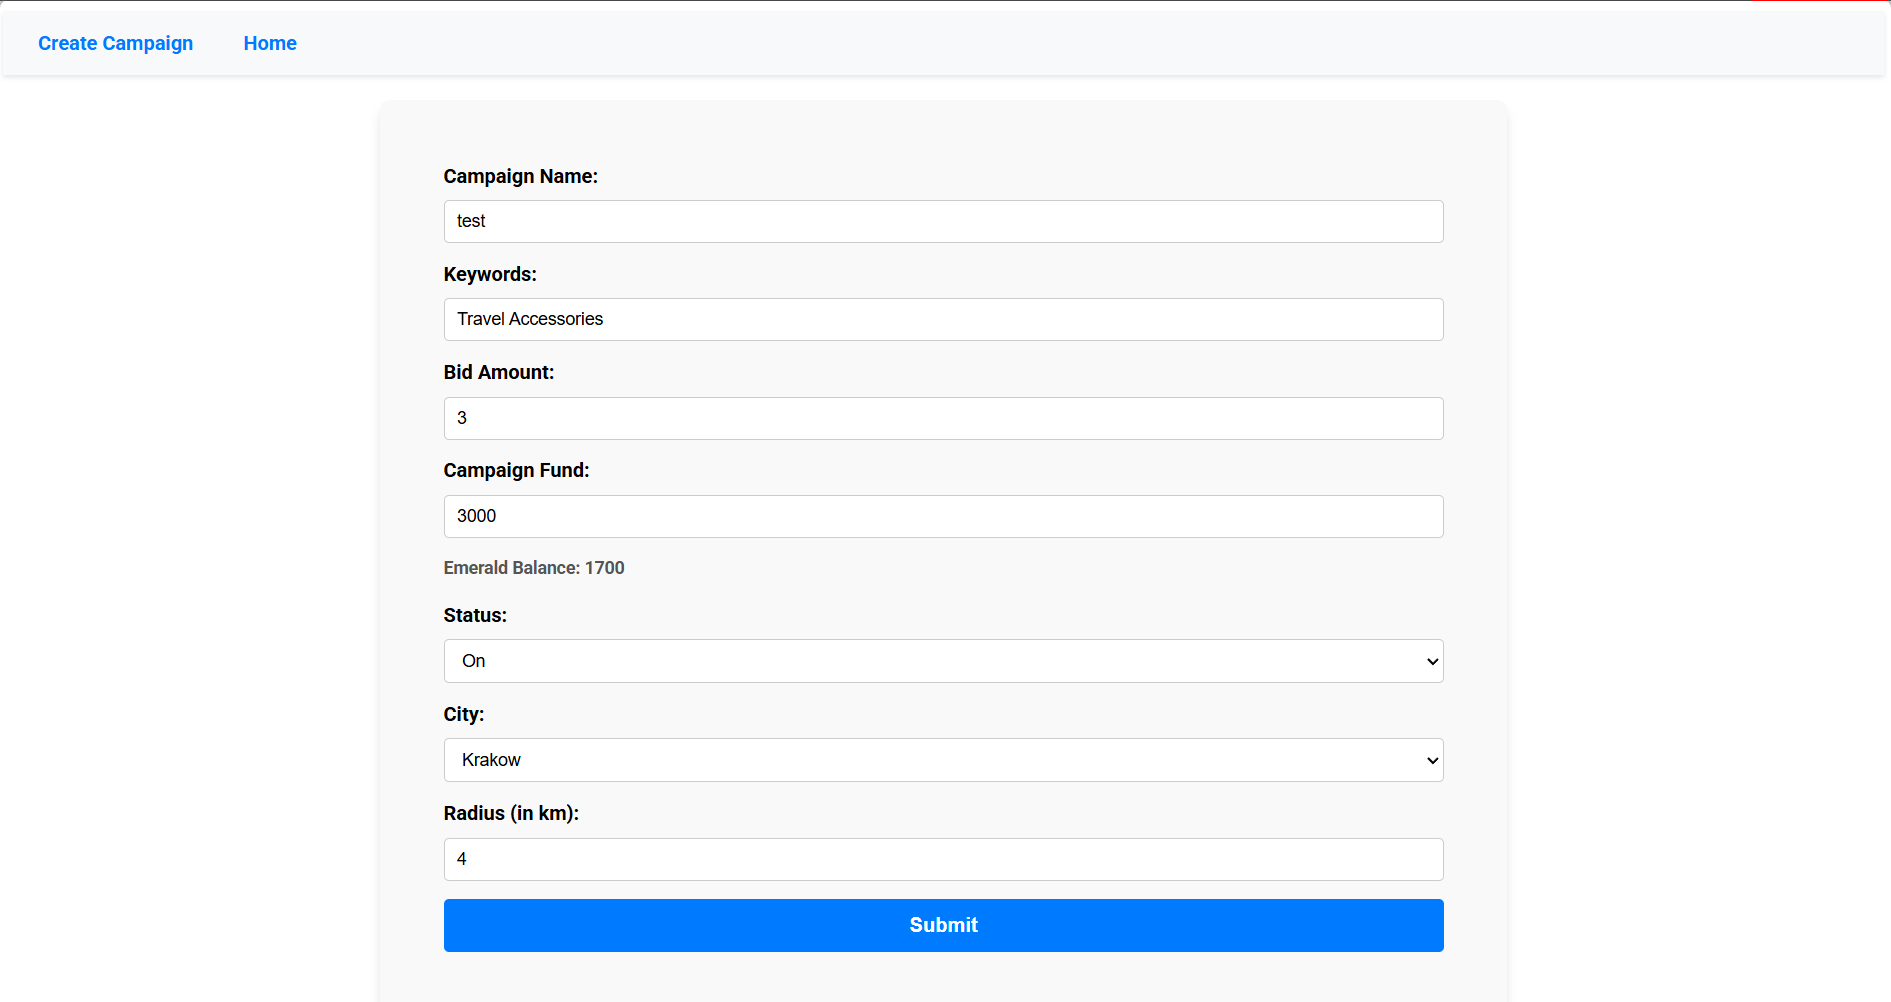 Create Campaign Home
Campaign Name:
test
Keywords:
Travel Accessories
Bid Amount:
3
Campaign Fund:
3000
Emerald Balance: 1700
Status:
On
City:
Krakow
Radius (in km):
4
Submit